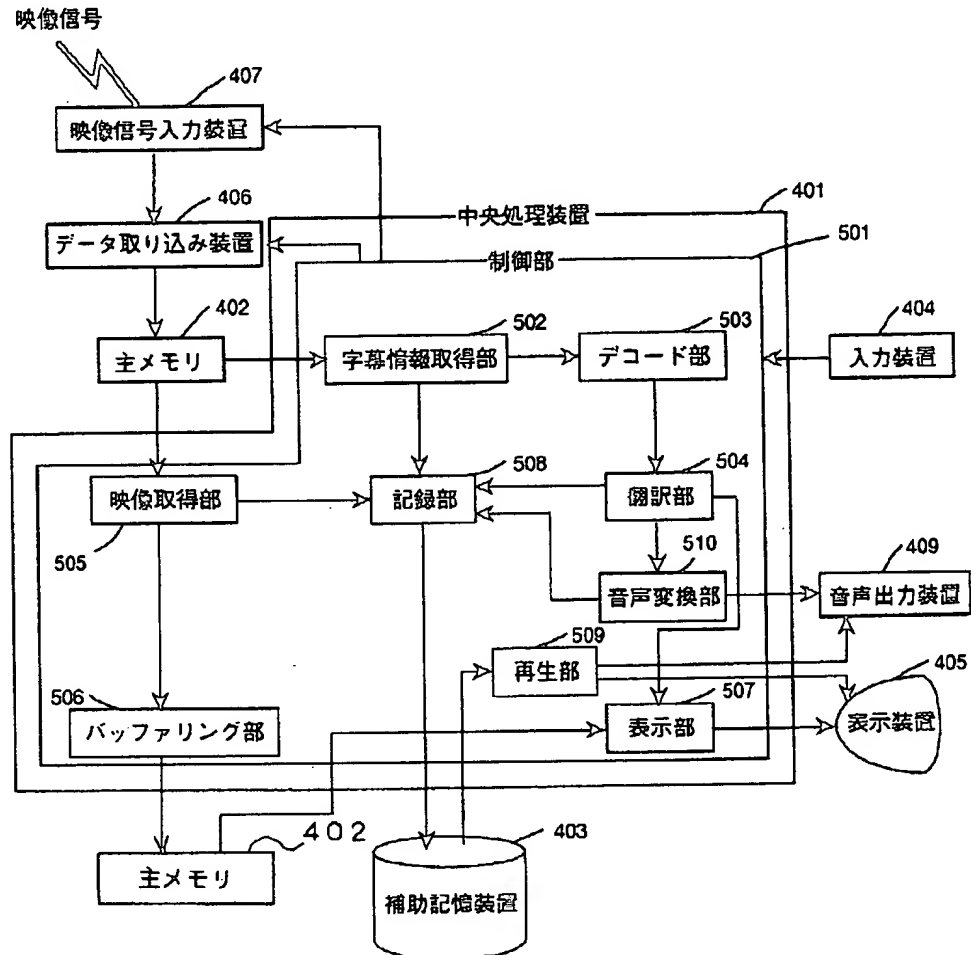 映像信号
407
映像信号入力装置
406
中央処理装置
401
データ取り込み装置
制御部
501
402
502
503
404
主メモリ
字幕情報取得部
デコード部
入力装置
508
504
映像取得部
記録部
翻訳部
505
510
409
音声変換部
音声出力装置
509
再生部
405
506
507
バッファリング部
表示部
表示装置
402
403
主メモリ
補助記憶装置